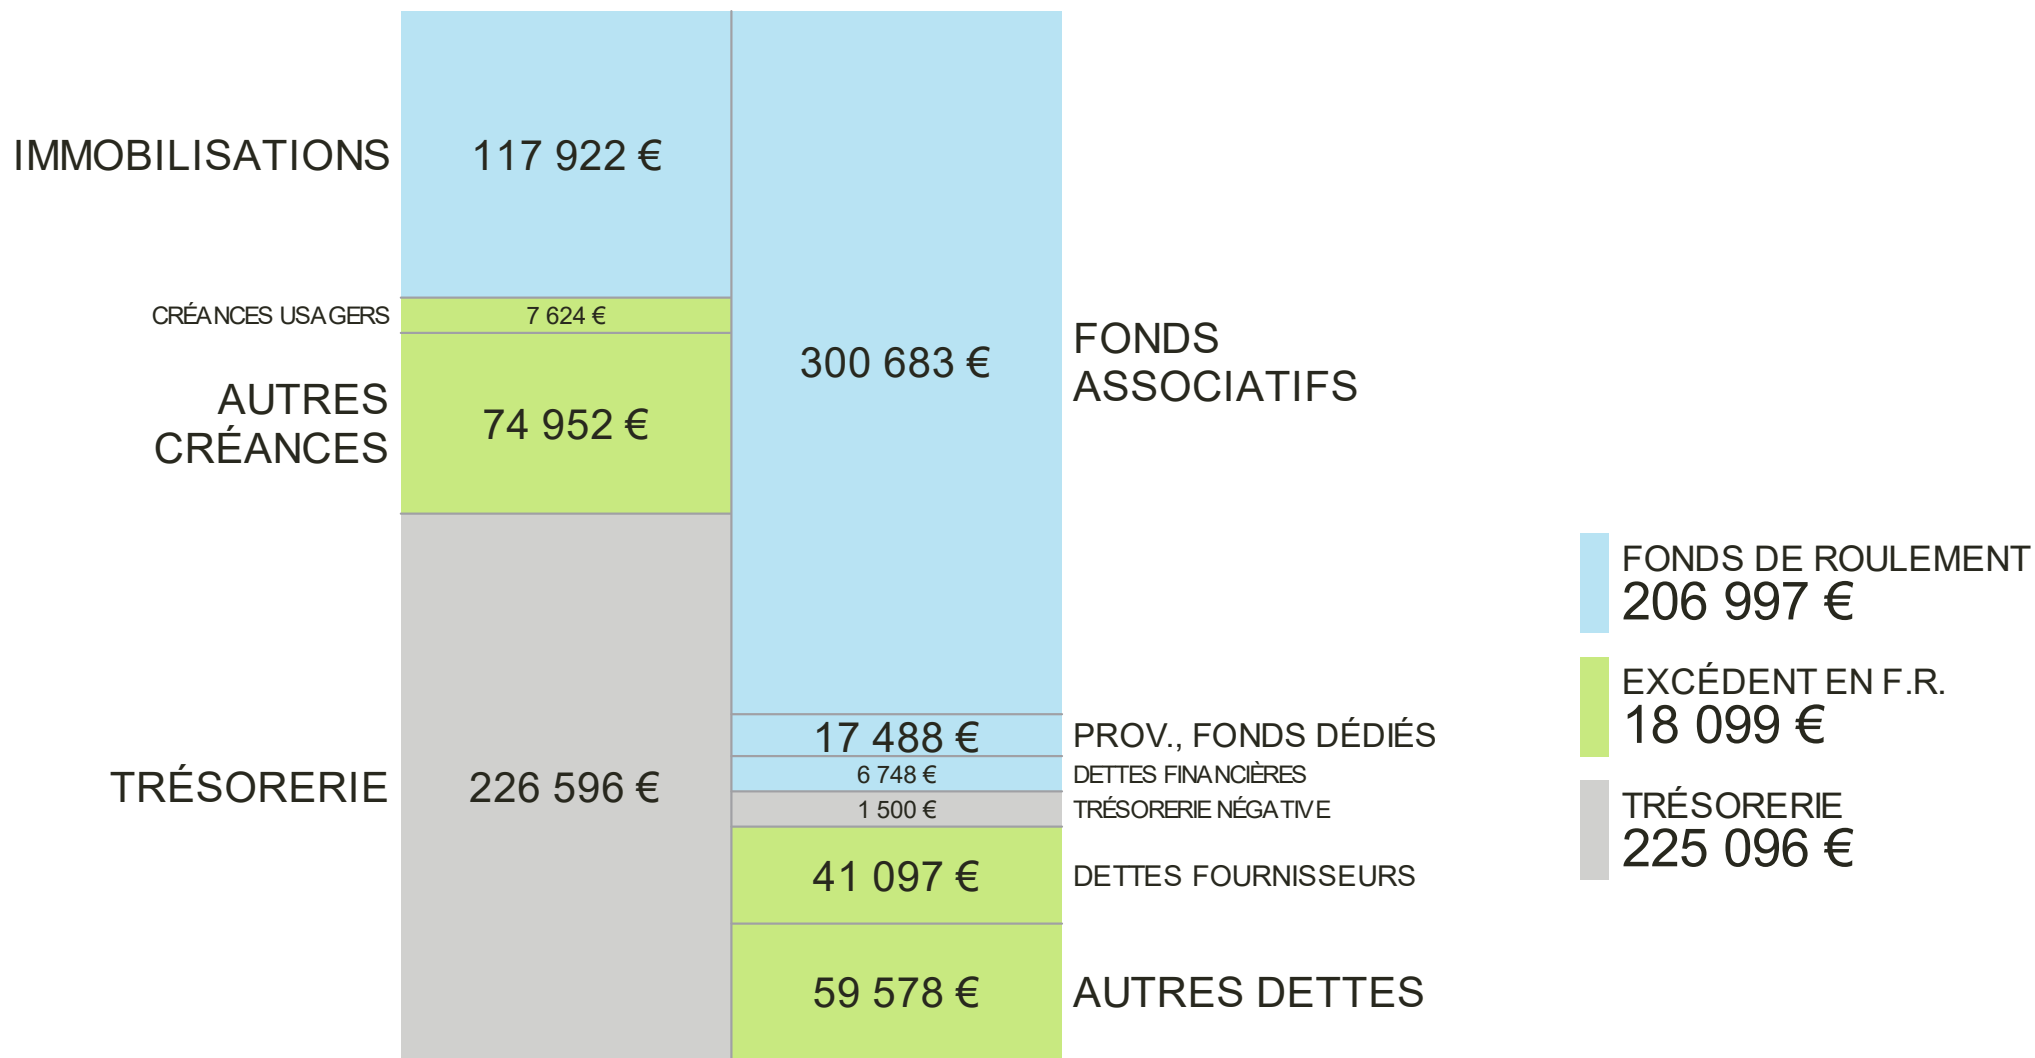 IMMOBILISATIONS
117 922 €
CRÉANCES USAGERS
7 624 €
AUTRES
CRÉANCES
74 952 €
TRÉSORERIE
226 596 €
300 683 €
FONDS
ASSOCIATIFS
17 488 €
PROV., FONDS DÉDIÉS
6 748 €
DETTES FINANCIÈRES
1 500 €
TRÉSORERIE NÉGATIVE
41 097 €
DETTES FOURNISSEURS
59 578 €
AUTRES DETTES
FONDS DE ROULEMENT
206 997 €
EXCÉDENT EN F.R.
18 099 €
TRÉSORERIE
225 096 €